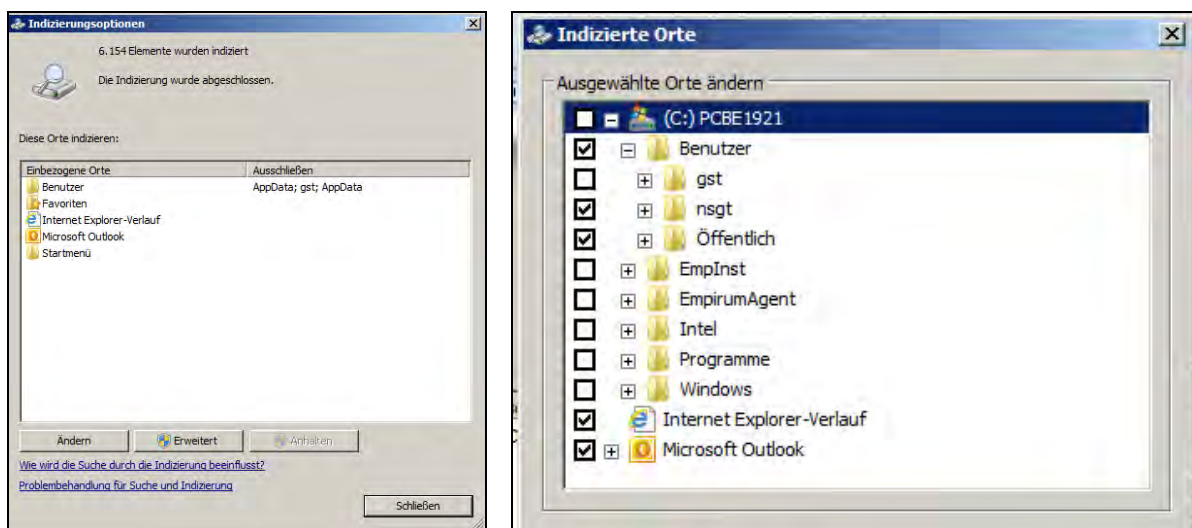 Indizierungsoptionen
6.154 Elemente wurden indiziert
Die Indizierung wurde abgeschlossen.
Diese Orte indizieren:
Einbezogene Orte Ausschließen
Benutzer AppData; gst; AppData
Favoriten
Internet Explorer-Verlauf
Microsoft Outlook
Startmenü
Ändern Erweitert Anhalten
Wie wird die Suche durch die Indizierung beeinflusst?
Problembehandlung für Suche und Indizierung
Schließen
Indizierte Orte
Ausgewählte Orte ändern
(C:) PCBE1921
Benutzer
gst
nsgt
Öffentlich
EmpInst
EmpirumAgent
Intel
Programme
Windows
Internet Explorer-Verlauf
Microsoft Outlook